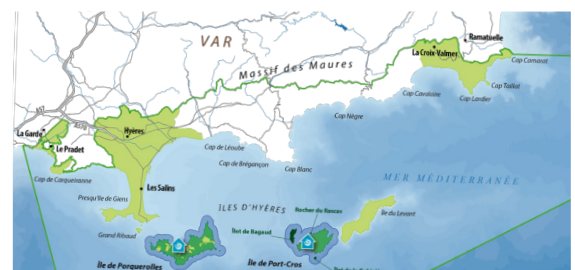 VAR
Ramatuelle
La Croix-Valmer
Cap Camarat
Massif des Maures
Cap Taillat
Cap Cavalaire
Cap Lardier
A57
A570
Cap Nègre
La Garde
Hyères
Le Pradet
Cap de Léoube
Cap de Brégançon
Cap Blanc
Cap de Carqueiranne
MER MÉDITERRANÉE
Les Salins
Presqu'île de Giens
ÎLES D'HYÈRES
Rocher du Rascas
Île du Levant
Grand Ribaud
Îlot de Bagaud
Île de Porquerolles
Île de Port-Cros